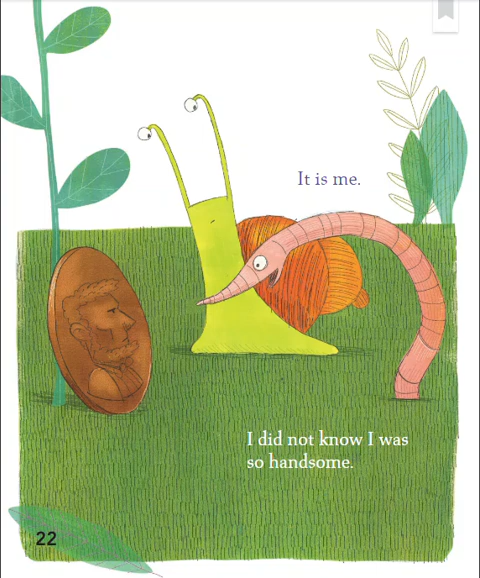 It is me.
I did not know I was
so handsome.
22